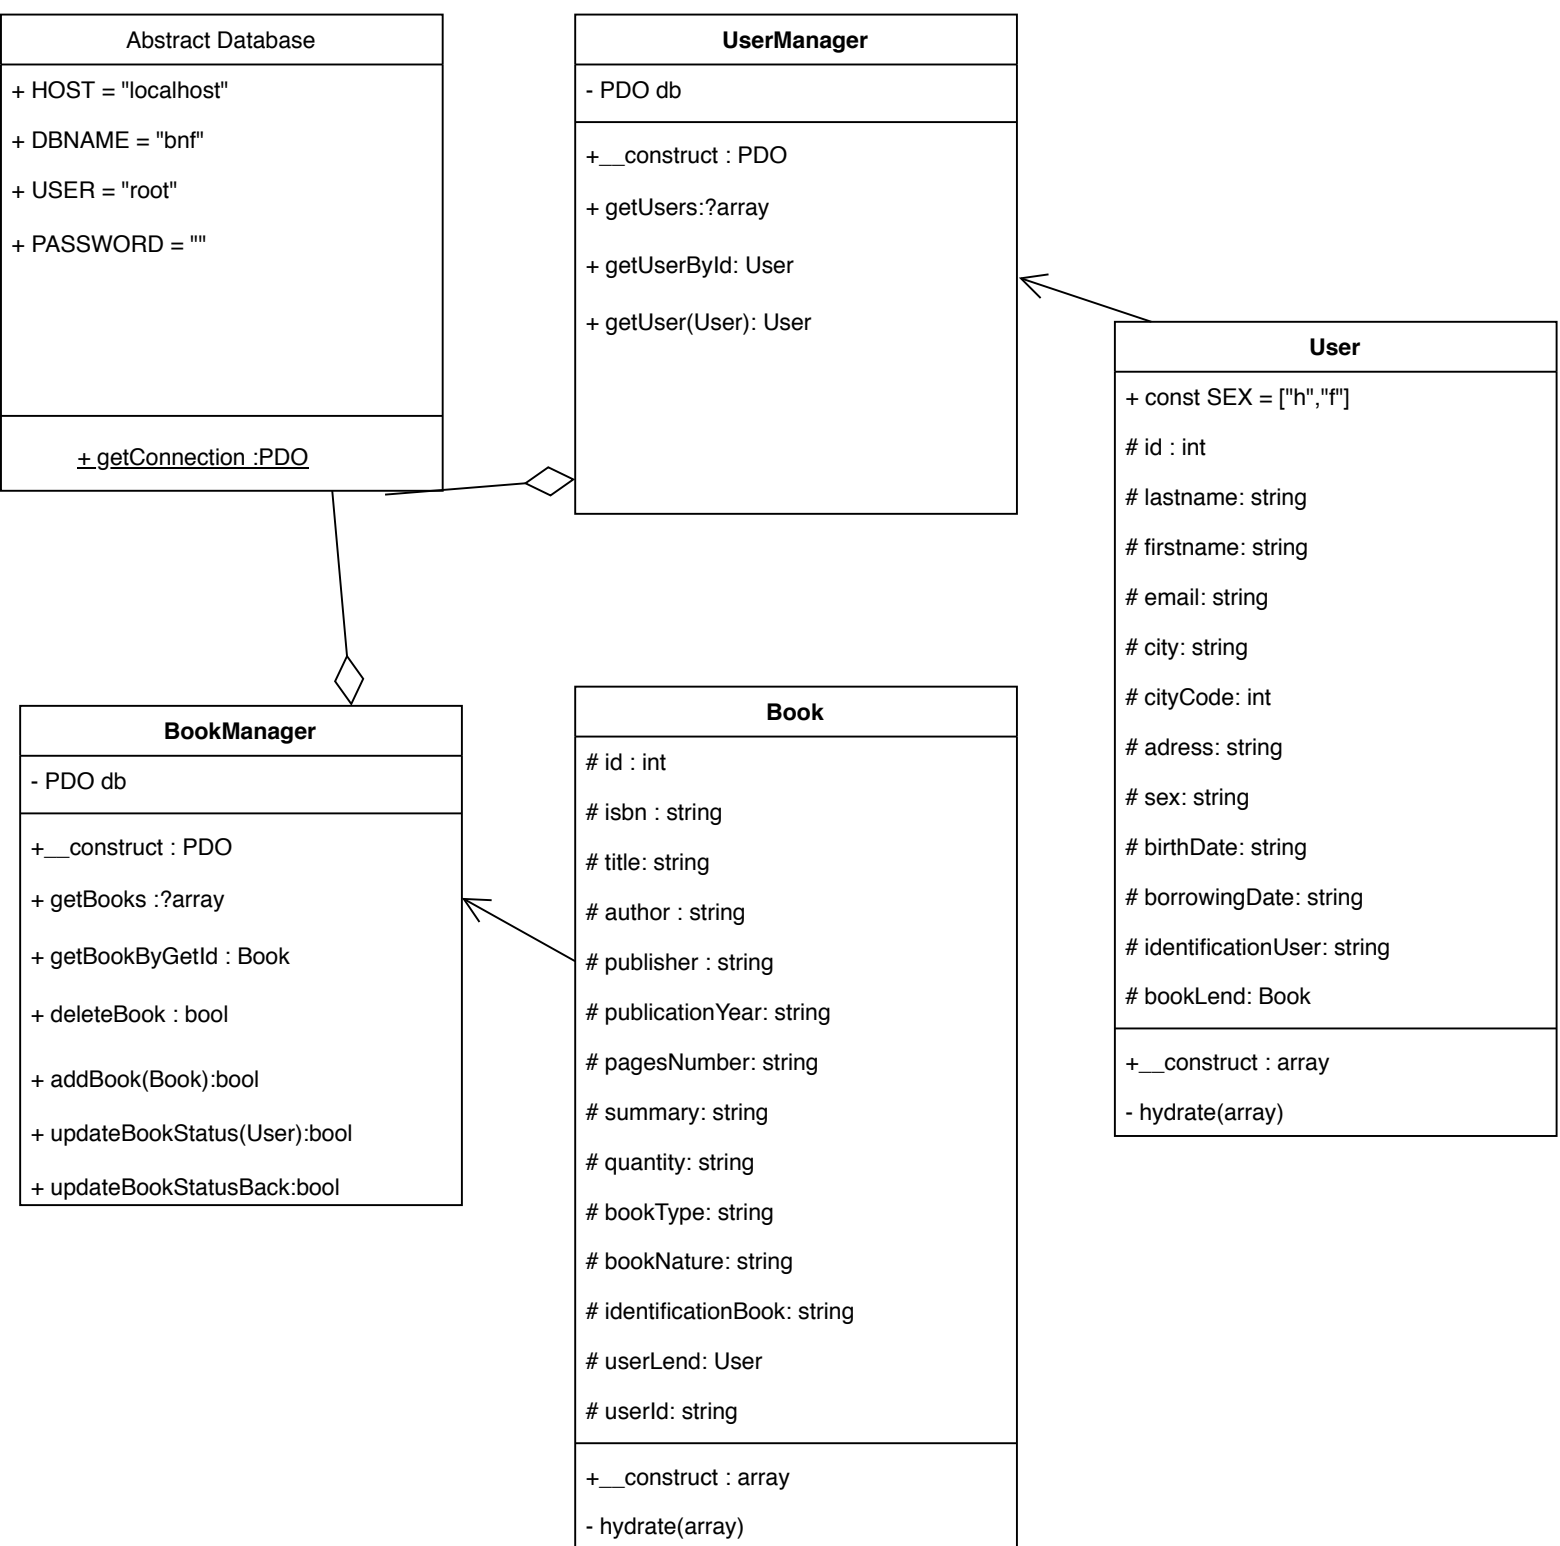 Abstract Database
+ HOST = "localhost"
+ DBNAME = "bnf"
+ USER = "root"
+ PASSWORD = ""
+ getConnection :PDO
UserManager
- PDO db
+__construct : PDO
+ getUsers:?array
+ getUserById: User
+ getUser(User): User
User
+ const SEX = ["h","f"]
# id : int
# lastname: string
# firstname: string
# email: string
# city: string
# cityCode: int
# adress: string
# sex: string
# birthDate: string
# borrowingDate: string
# identificationUser: string
# bookLend: Book
+__construct : array
- hydrate(array)
BookManager
- PDO db
+__construct : PDO
+ getBooks :?array
+ getBookByGetId : Book
+ deleteBook : bool
+ addBook(Book):bool
+ updateBookStatus(User):bool
+ updateBookStatusBack:bool
Book
# id : int
# isbn : string
# title: string
# author : string
# publisher : string
# publicationYear: string
# pagesNumber: string
# summary: string
# quantity: string
# bookType: string
# bookNature: string
# identificationBook: string
# userLend: User
# userId: string
+__construct : array
- hydrate(array)